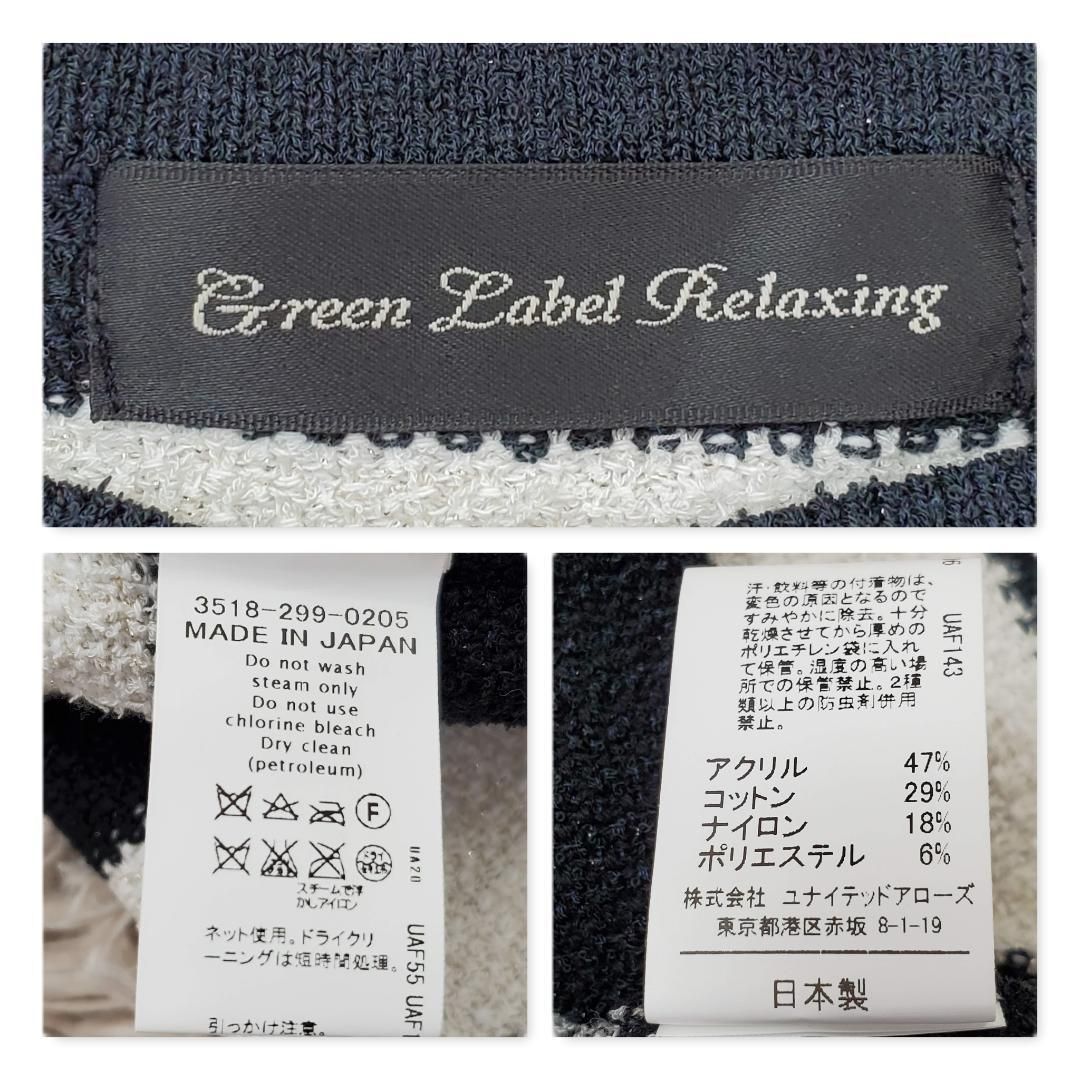 Green Label Relaxing
3518-299-0205
MADE IN JAPAN
Do not wash
steam only
Do not use
chlorine bleach
Dry clean
(petroleum)
F
スチームで浮
かしアイロン
ネット使用。ドライクリ
ーニングは短時間処理。
引っかけ注意。
UA20
UAF55 UAF1
汗・飲料等の付着物は、
変色の原因となるので
すみやかに除去。十分
乾燥させてから厚めの
ポリエチレン袋に入れ
て保管。湿度の高い場
所での保管禁止。2種
類以上の防虫剤併用
禁止。
UAF143
アクリル 47%
コットン 29%
ナイロン 18%
ポリエステル 6%
株式会社 ユナイテッドアローズ
東京都港区赤坂 8-1-19
日本製